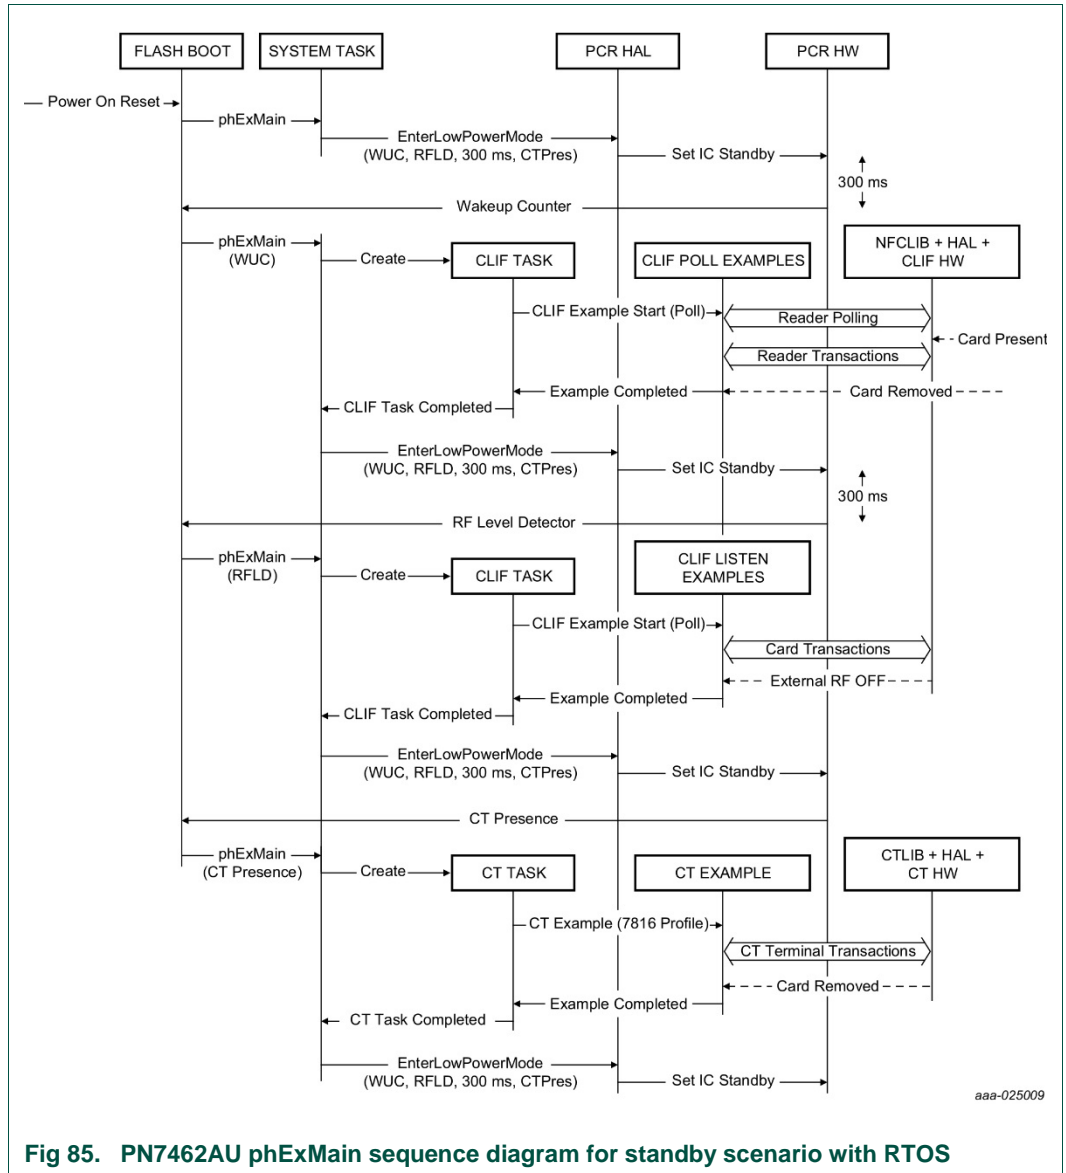 FLASH BOOT
SYSTEM TASK
PCR HAL
PCR HW
Power On Reset
phExMain
EnterLowPowerMode
(WUC, RFLD, 300 ms, CTPres)
Set IC Standby
300 ms
Wakeup Counter
phExMain
(WUC)
Create
CLIF TASK
CLIF POLL EXAMPLES
NFCLIB + HAL +
CLIF HW
CLIF Example Start (Poll)
Reader Polling
Card Present
Reader Transactions
Example Completed
Card Removed
CLIF Task Completed
EnterLowPowerMode
(WUC, RFLD, 300 ms, CTPres)
Set IC Standby
300 ms
RF Level Detector
phExMain
(RFLD)
Create
CLIF TASK
CLIF LISTEN
EXAMPLES
CLIF Example Start (Poll)
Card Transactions
External RF OFF
Example Completed
CLIF Task Completed
EnterLowPowerMode
(WUC, RFLD, 300 ms, CTPres)
Set IC Standby
CT Presence
phExMain
(CT Presence)
Create
CT TASK
CT EXAMPLE
CTLIB + HAL +
CT HW
CT Example (7816 Profile)
CT Terminal Transactions
Card Removed
Example Completed
CT Task Completed
EnterLowPowerMode
(WUC, RFLD, 300 ms, CTPres)
Set IC Standby
aaa-025009
Fig 85. PN7462AU phExMain sequence diagram for standby scenario with RTOS